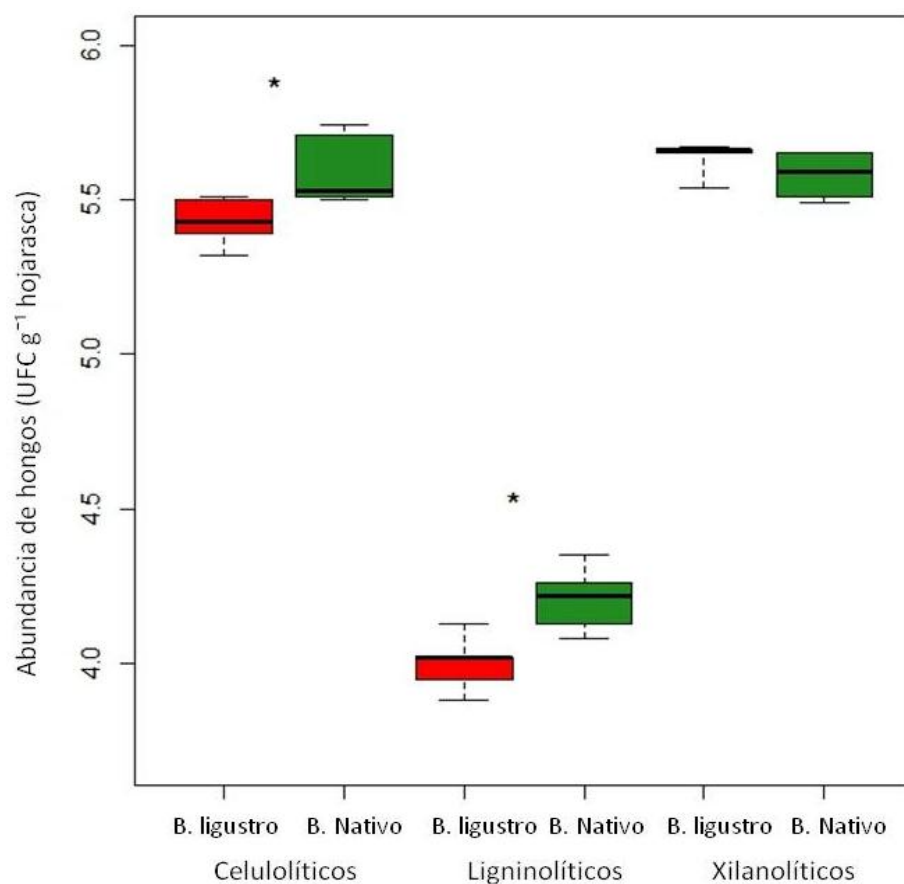 Abundancia de hongos (UFC g⁻¹ hojarasca)
6.0
5.5
5.0
4.5
4.0
*
*
B. ligustro B. Nativo B. ligustro B. Nativo B. ligustro B. Nativo
Celulolíticos Ligninolíticos Xilanolíticos